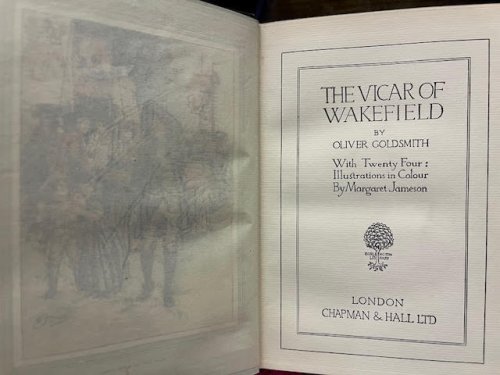 THE VICAR OF
WAKEFIELD
BY
OLIVER GOLDSMITH
With Twenty Four:
Illustrations in Colour
By Margaret Jameson
LONDON
CHAPMAN & HALL LTD